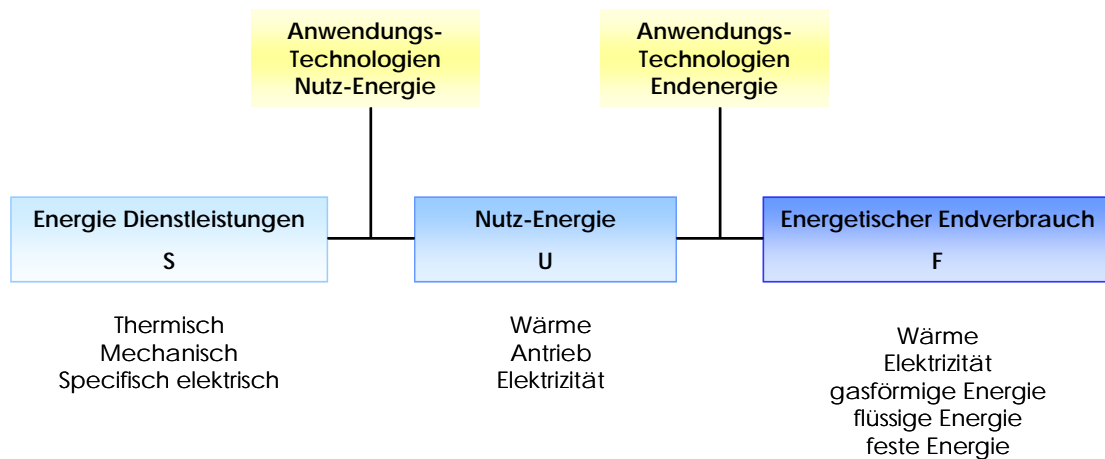 Anwendungs-
Technologien
Nutz-Energie
Anwendungs-
Technologien
Endenergie
Energie Dienstleistungen
S
Nutz-Energie
U
Energetischer Endverbrauch
F
Thermisch
Mechanisch
Specifisch elektrisch
Wärme
Antrieb
Elektrizität
Wärme
Elektrizität
gasförmige Energie
flüssige Energie
feste Energie